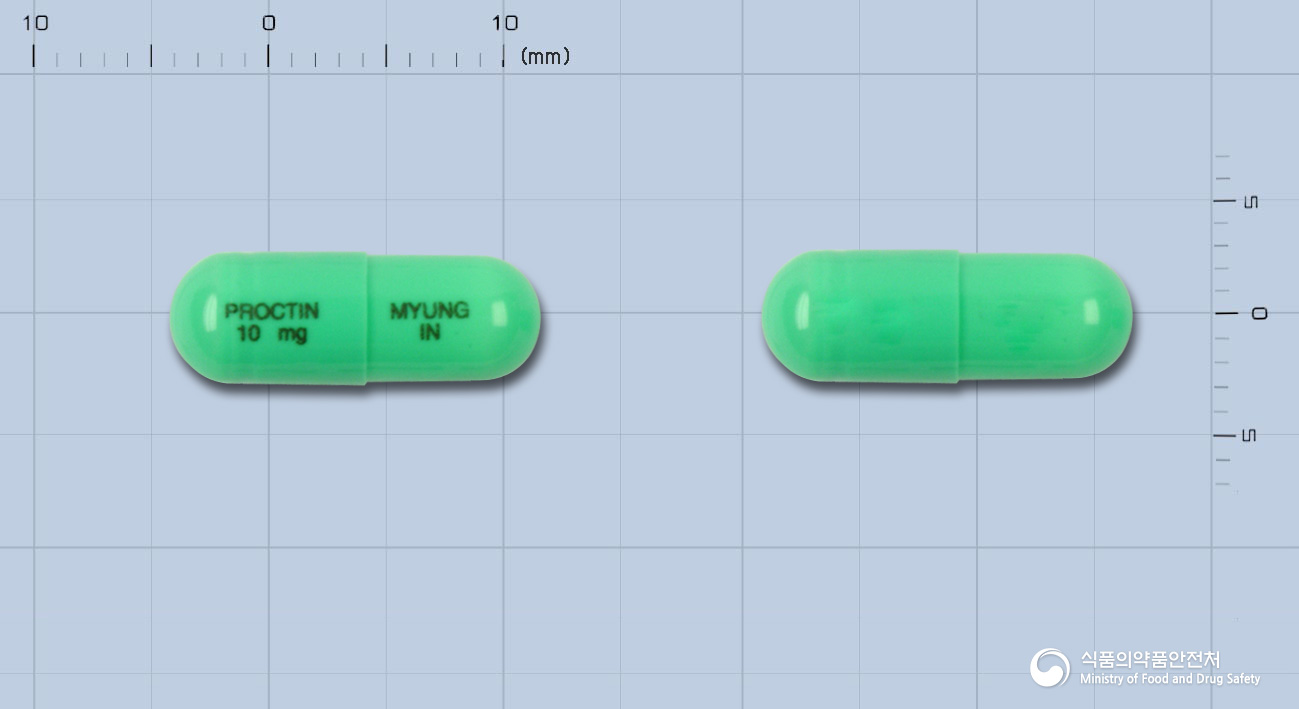 10 0 10
(mm)
PROCTIN
10 mg
MYUNG
IN
5
0
5
식품의약품안전처
Ministry of Food and Drug Safety